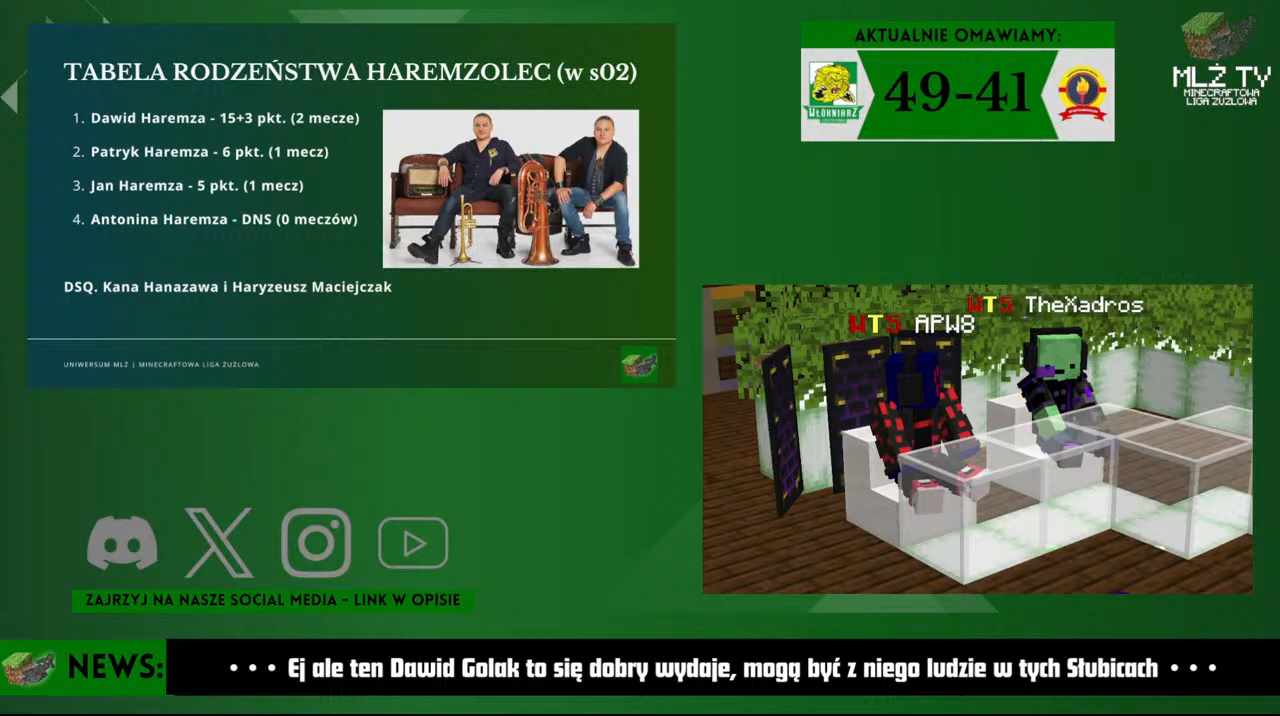 TABELA RODZEŃSTWA HAREMZOLEC (w s02)
1. Dawid Haremza - 15+3 pkt. (2 mecze)
2. Patryk Haremza - 6 pkt. (1 mecz)
3. Jan Haremza - 5 pkt. (1 mecz)
4. Antonina Haremza - DNS (0 meczów)
DSQ. Kana Hanazawa i Haryzeusz Maciejczak
UNIWERSUM MLŻ | MINECRAFTOWA LIGA ŻUŻLOWA
AKTUALNIE OMAWIAMY:
WŁÓKNIARZ
49-41
MLŻ TV
MINECRAFTOWA
LIGA ŻUŻLOWA
WTS TheXadros
WTS APW8
ZAJRZYJ NA NASZE SOCIAL MEDIA - LINK W OPISIE
NEWS:
• • • Ej ale ten Dawid Golak to się dobry wydaje, mogą być z niego ludzie w tych Słubicach • • •